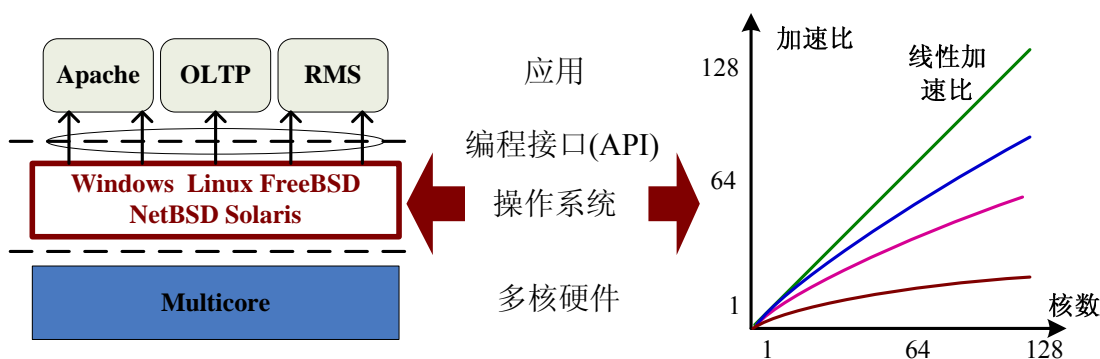 Apache OLTP RMS
应用
编程接口(API)
Windows Linux FreeBSD
NetBSD Solaris
操作系统
Multicore
多核硬件
加速比
线性加
速比
128
64
1
1 64 128
核数